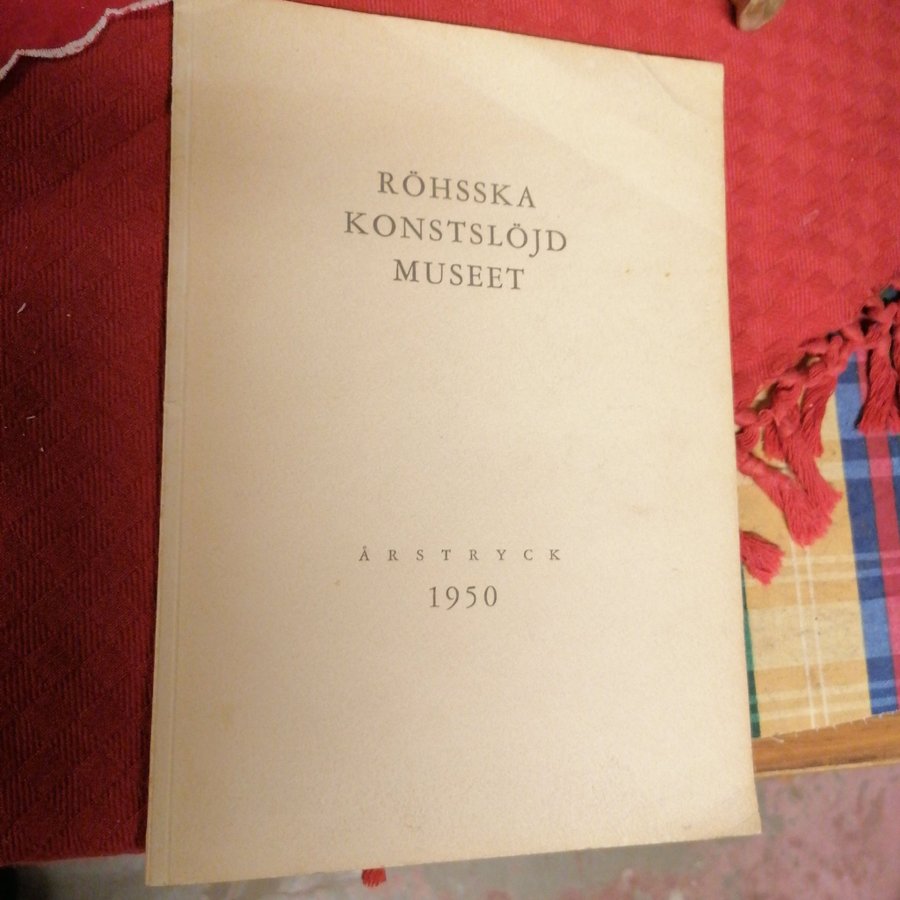 RÖHSSKA
KONSTSLÖJD
MUSEET
ÅRSTRYCK
1950